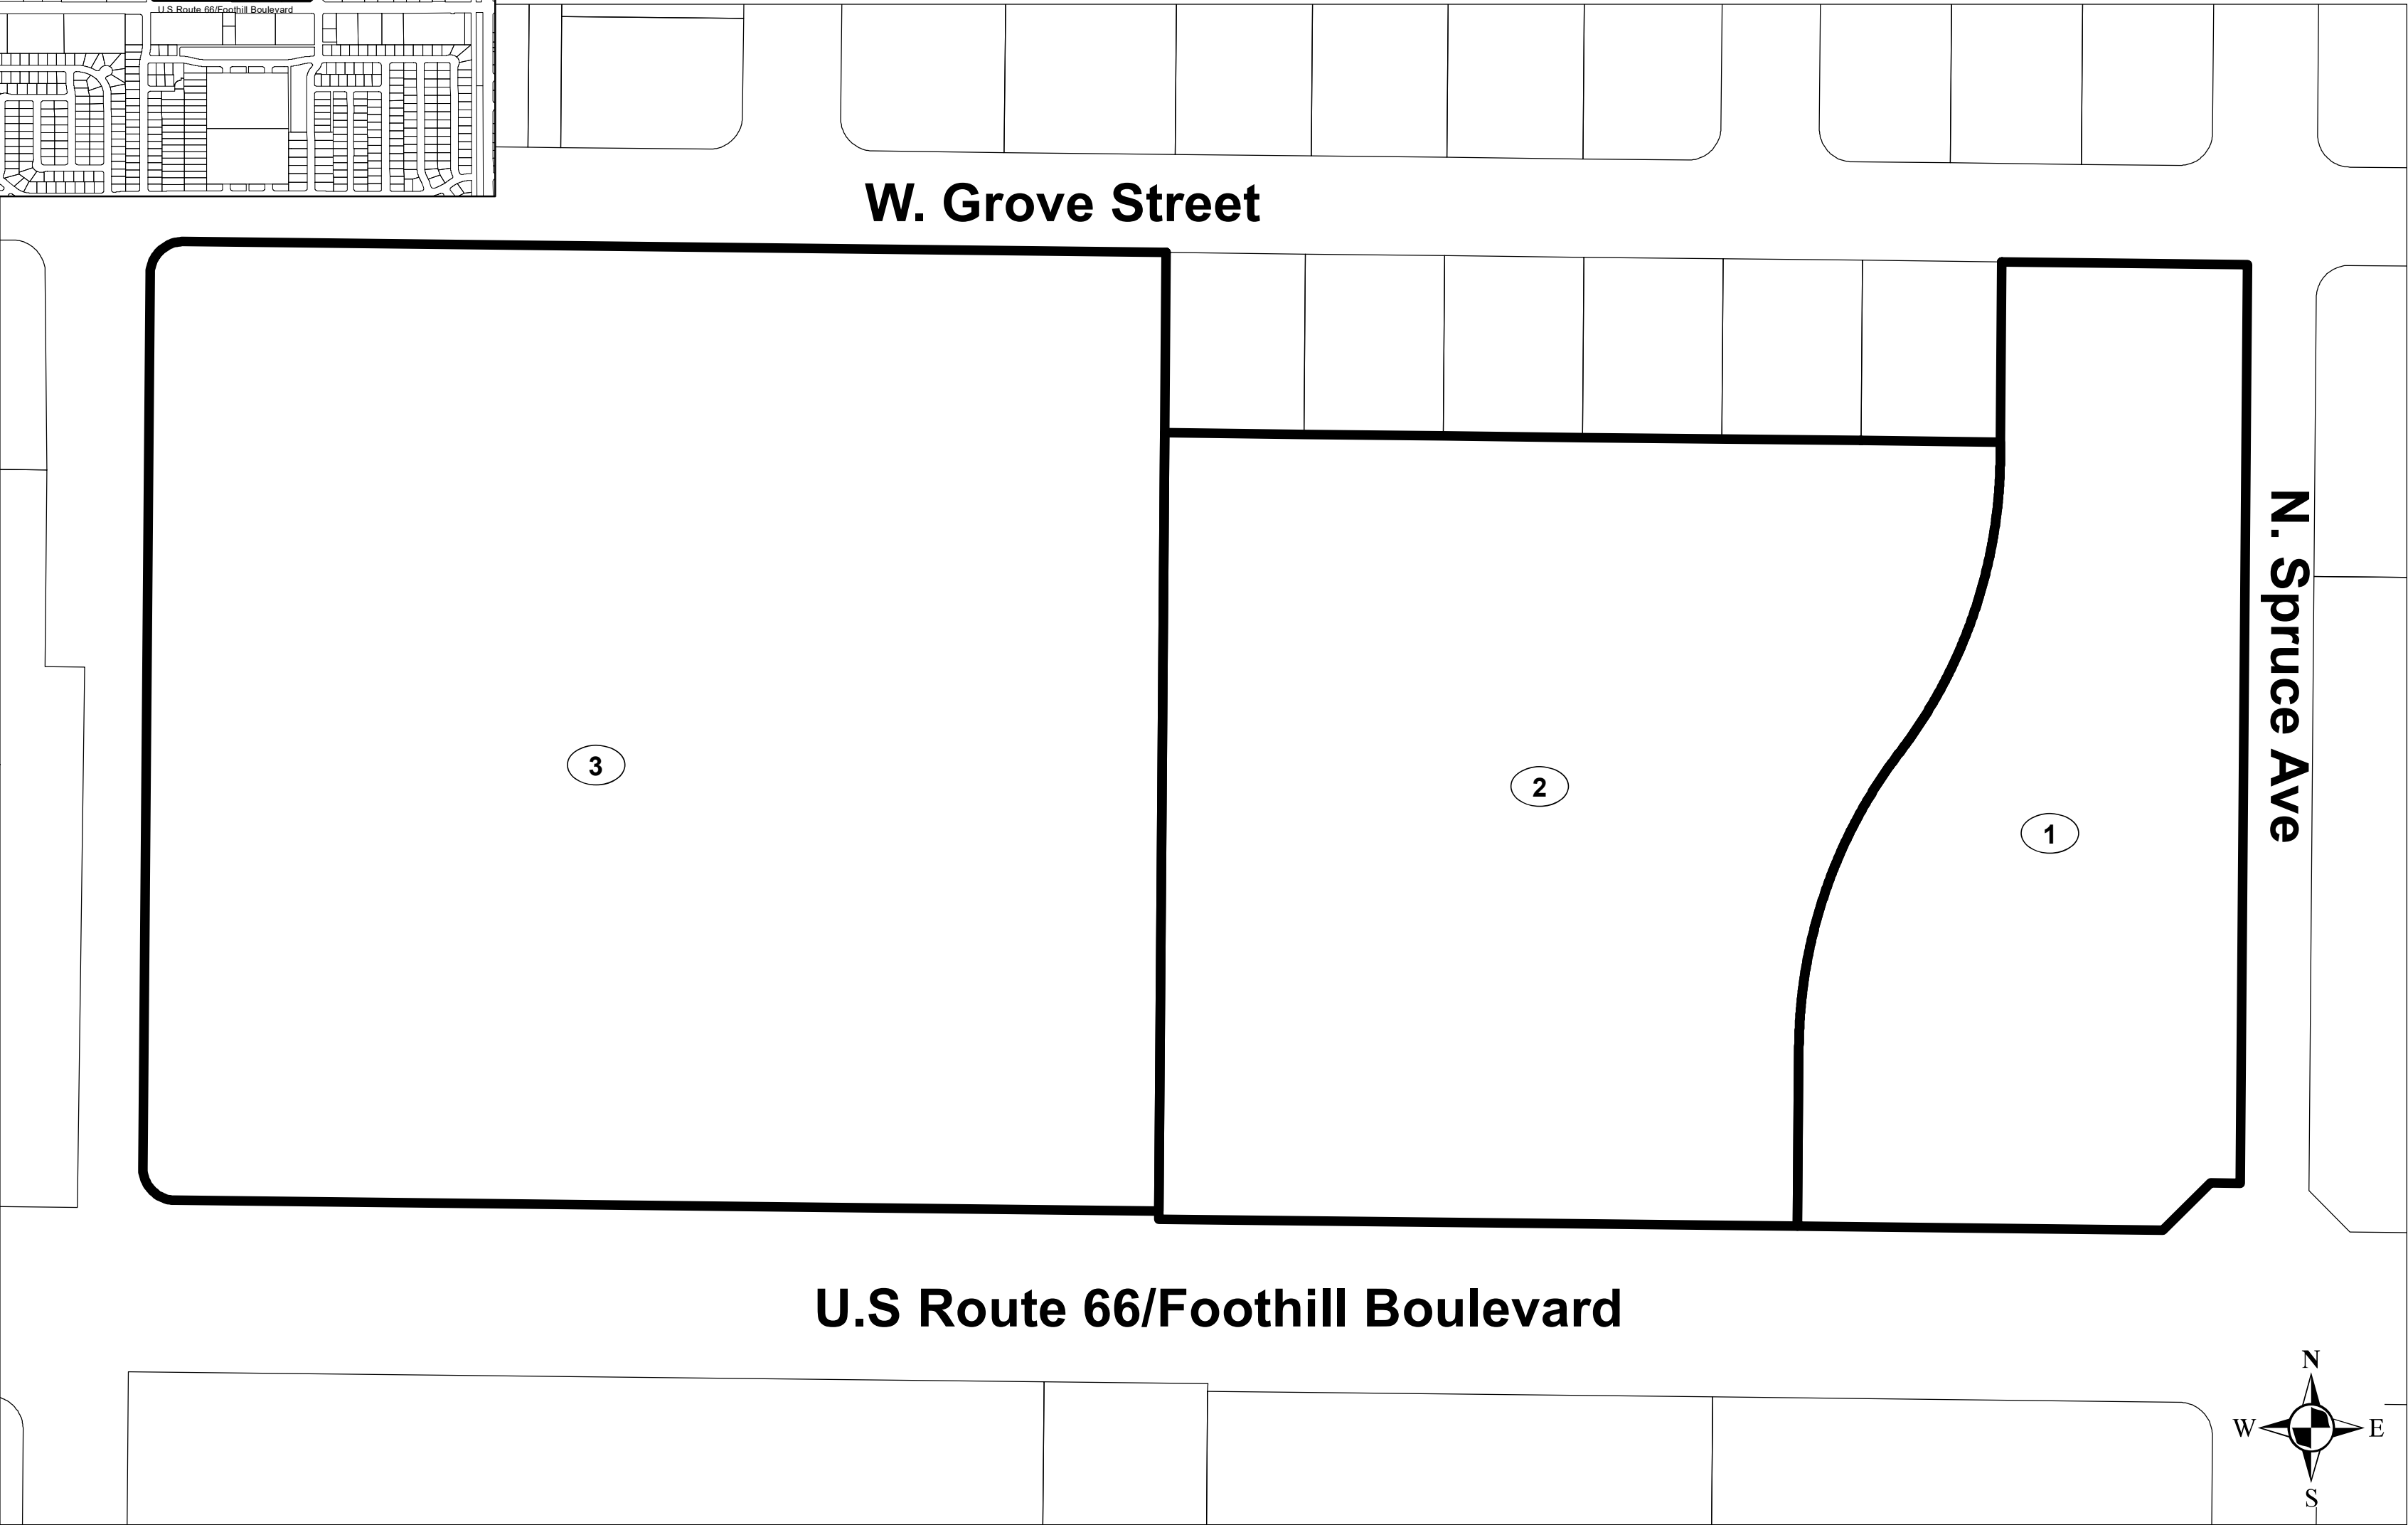 U.S Route 66/Foothill Boulevard
W. Grove Street
N. Spruce Ave
3
2
1
U.S Route 66/Foothill Boulevard
N
W E
S